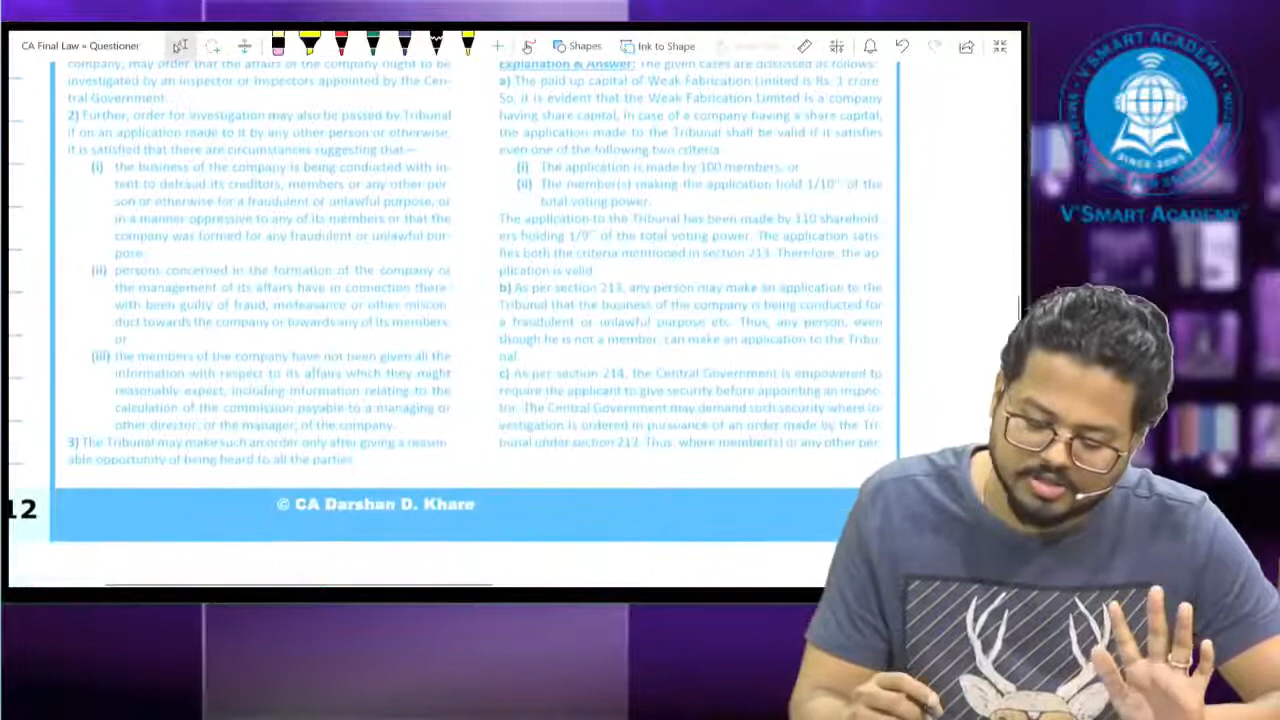 CA Final Law = Questioner
Shapes
Ink to Shape
company, may order that the affairs of the company ought to be
investigated by an inspector or inspectors appointed by the Cen-
tral Government.
2) Further, order for investigation may also be passed by Tribunal
if on an application made to it by any other person or otherwise,
it is satisfied that there are circumstances suggesting that—
(i) the business of the company is being conducted with in-
tent to defraud its creditors, members or any other per-
son or otherwise for a fraudulent or unlawful purpose, or
in a manner oppressive to any of its members or that the
company was formed for any fraudulent or unlawful pur-
pose;
(ii) persons concerned in the formation of the company or
the management of its affairs have in connection there-
with been guilty of fraud, misfeasance or other miscon-
duct towards the company or towards any of its members
or
(iii) the members of the company have not been given all the
information with respect to its affairs which they might
reasonably expect, including information relating to the
calculation of the commission payable to a managing or
other director, or the manager, of the company.
3) The Tribunal may make such an order only after giving a reason-
able opportunity of being heard to all the parties
Explanation & Answer: The given cases are discussed as follows:
a) The paid up capital of Weak Fabrication Limited is Rs. 1 crore.
So, it is evident that the Weak Fabrication Limited is a company
having share capital, in case of a company having a share capital,
the application made to the Tribunal shall be valid if it satisfies
even one of the following two criteria
(i) The application is made by 100 members, or
(ii) The member(s) making the application hold 1/10th of the
total voting power.
The application to the Tribunal has been made by 110 sharehold-
ers holding 1/9th of the total voting power. The application satis-
fies both the criteria mentioned in section 213. Therefore, the ap-
plication is valid
b) As per section 213, any person may make an application to the
Tribunal that the business of the company is being conducted for
a fraudulent or unlawful purpose etc. Thus, any person, even
though he is not a member, can make an application to the Tribu-
nal.
c) As per section 214, the Central Government is empowered to
require the applicant to give security before appointing an inspec-
tor. The Central Government may demand such security where in-
vestigation is ordered in pursuance of an order made by the Tri-
bunal under section 213. Thus, where member(s) or any other per-
12
© CA Darshan D. Khare
V'SMART ACADEMY
SINCE 2005
V'SMART ACADEMY